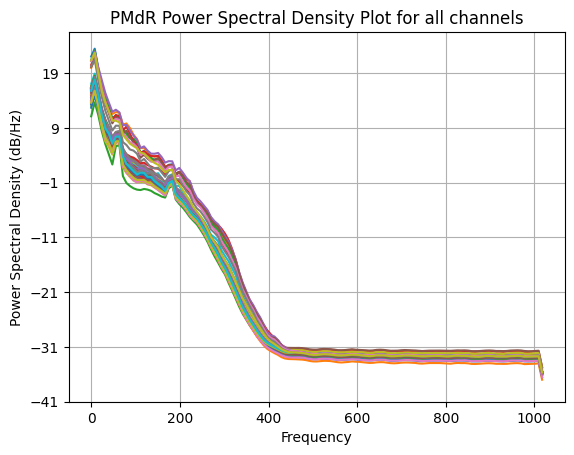 PMdR Power Spectral Density Plot for all channels
Power Spectral Density (dB/Hz)
19
9
−1
−11
−21
−31
−41
0 200 400 600 800 1000
Frequency